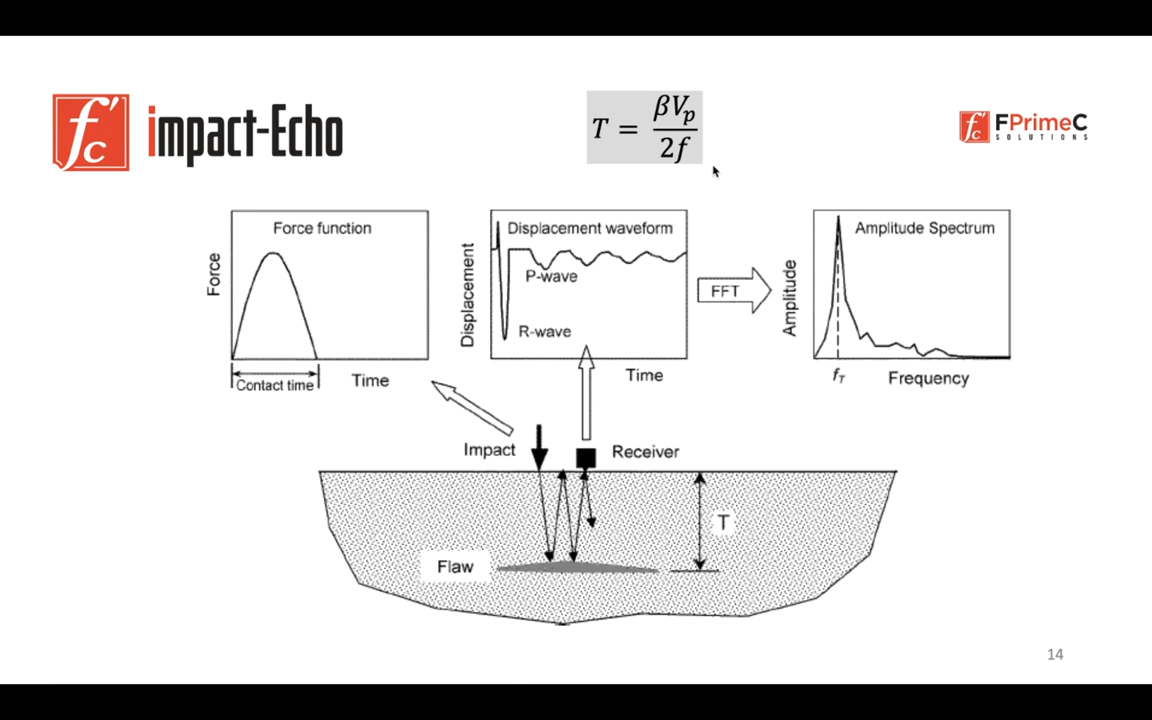 f'c impact-Echo
T = βVp / 2f
f'c FPrimeC
SOLUTIONS
Force function
Force
Contact time
Time
Displacement waveform
Displacement
P-wave
R-wave
Time
FFT
Amplitude Spectrum
Amplitude
fT
Frequency
Impact
Receiver
T
Flaw
14